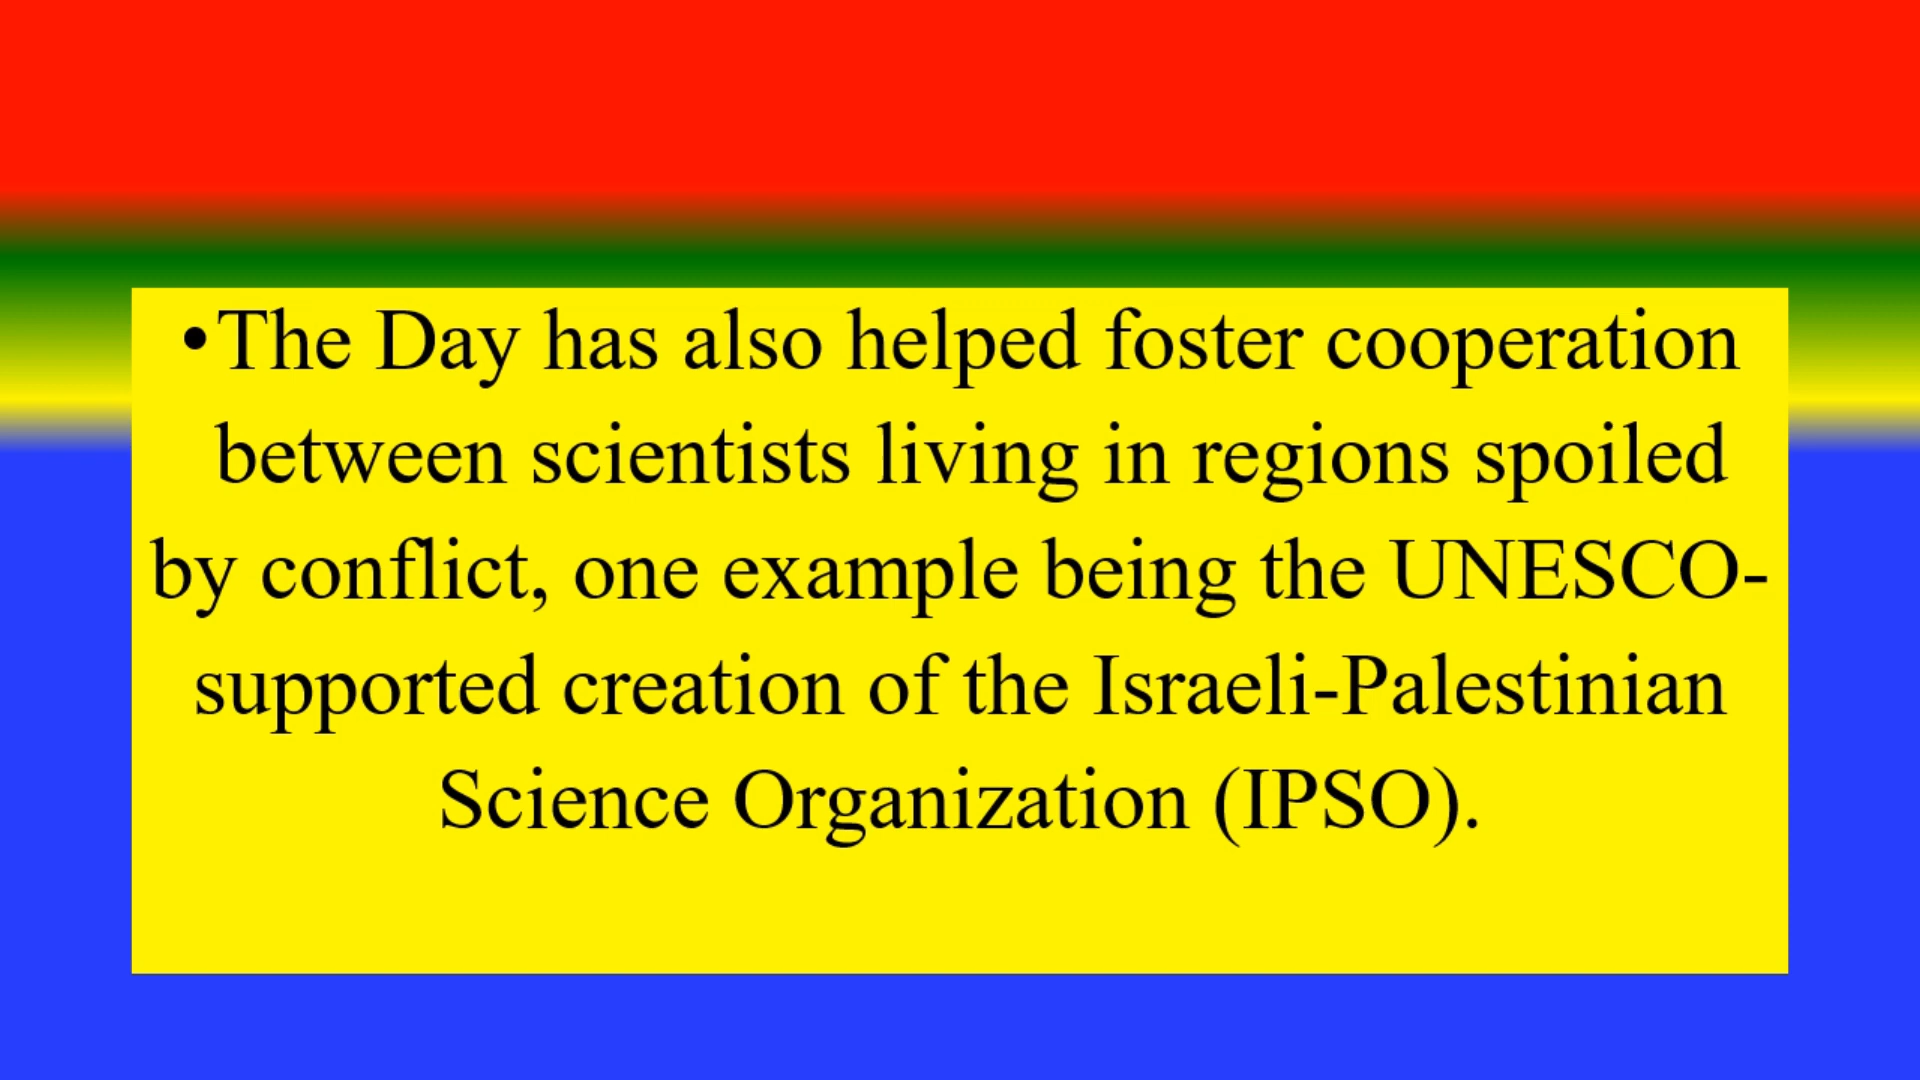 •The Day has also helped foster cooperation
between scientists living in regions spoiled
by conflict, one example being the UNESCO-
supported creation of the Israeli-Palestinian
Science Organization (IPSO).